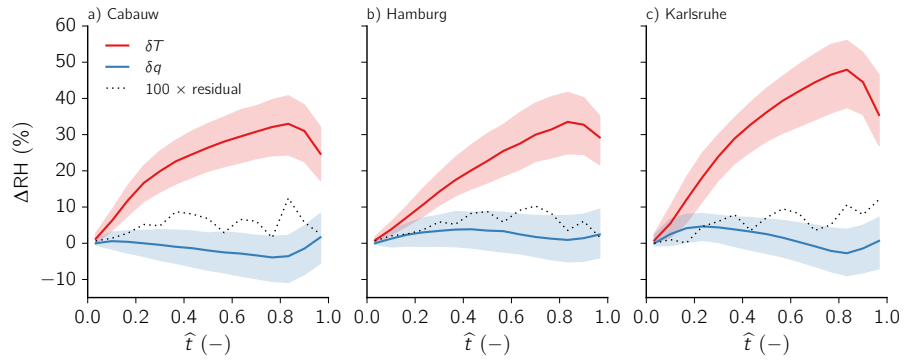 a) Cabauw
b) Hamburg
c) Karlsruhe
ΔRH (%)
60
50
40
30
20
10
0
−10
δT
δq
100 × residual
0.0 0.2 0.4 0.6 0.8 1.0
0.0 0.2 0.4 0.6 0.8 1.0
0.0 0.2 0.4 0.6 0.8 1.0
t̂ (−)
t̂ (−)
t̂ (−)